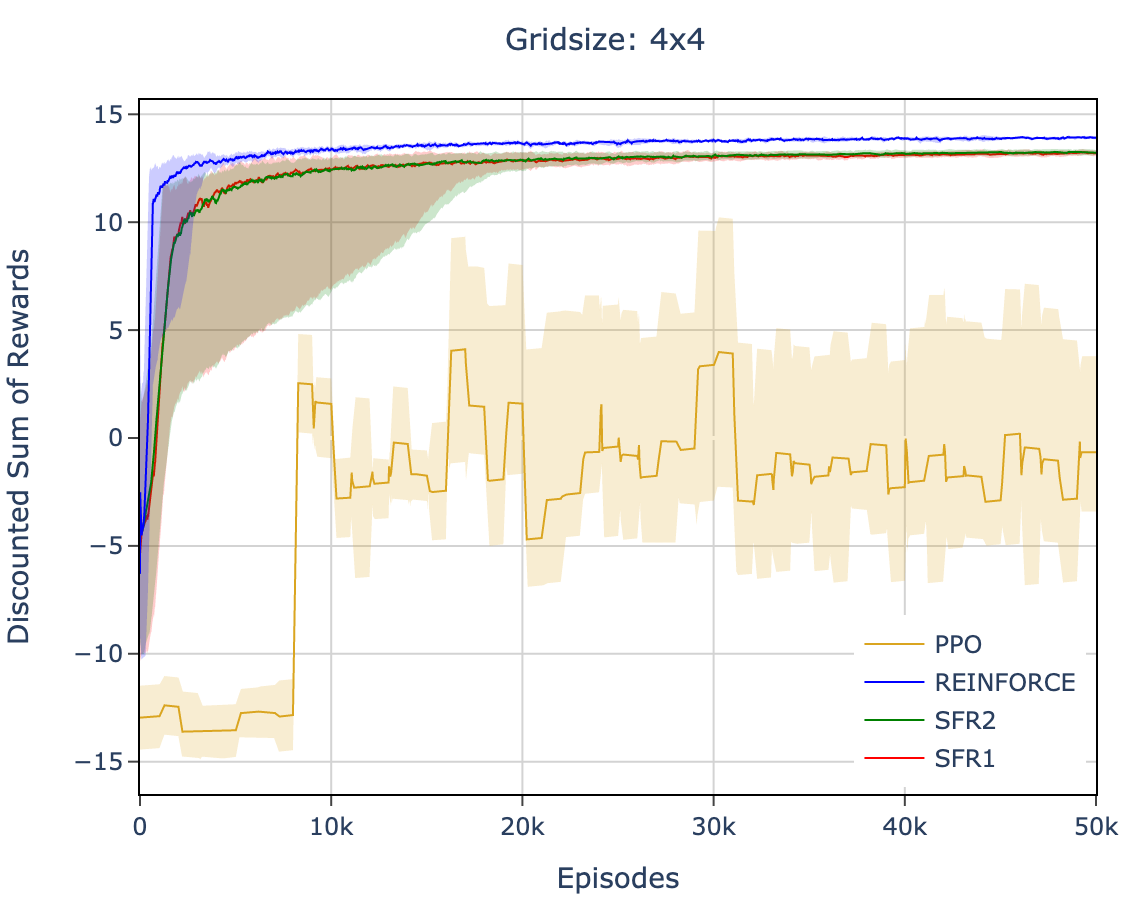 Gridsize: 4x4
Discounted Sum of Rewards
15
10
5
0
−5
−10
−15
PPO
REINFORCE
SFR2
SFR1
0
10k
20k
30k
40k
50k
Episodes